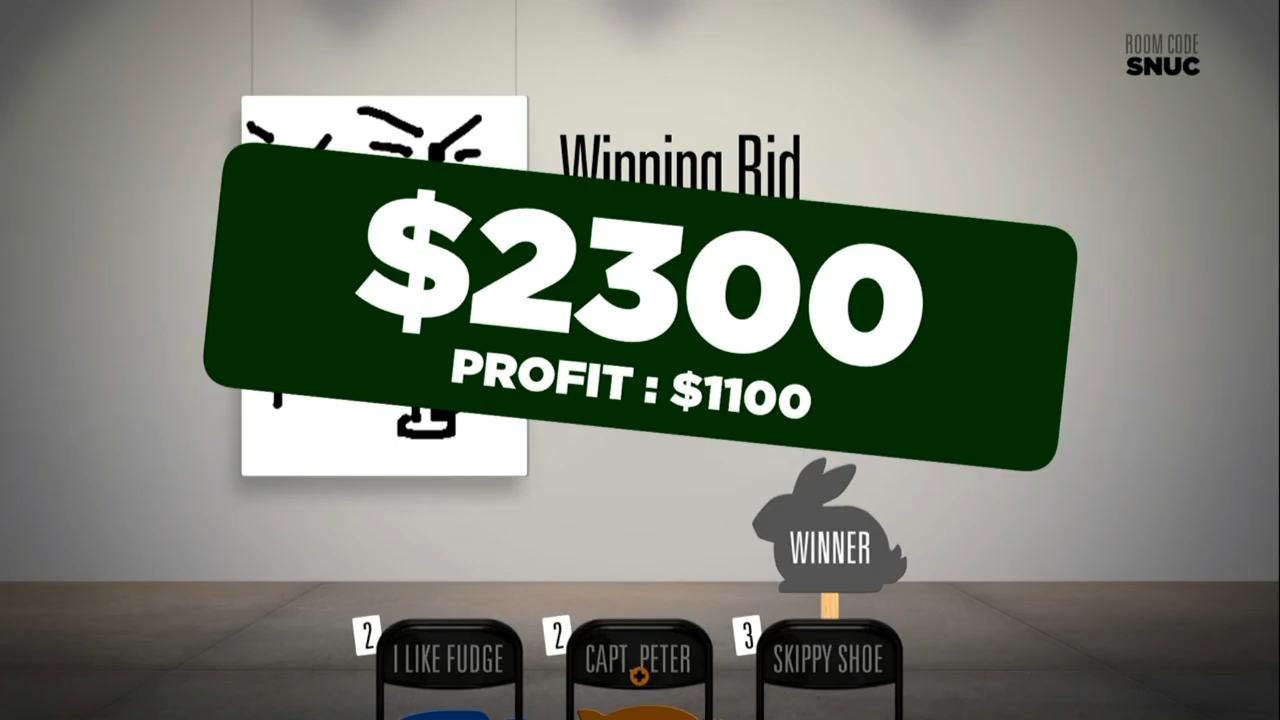 ROOM CODE
SNUC
Winning Bid
$2300
PROFIT : $1100
WINNER
2
I LIKE FUDGE
2
CAPT. PETER
3
SKIPPY SHOE